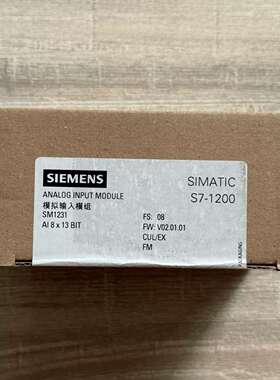 SIEMENS
SIMATIC
ANALOG INPUT MODULE
S7-1200
模拟输入模组
SM1231
FS: 08
AI 8 x 13 BIT
FW: V02.01.01
CUL/EX
FM
PACKAGING